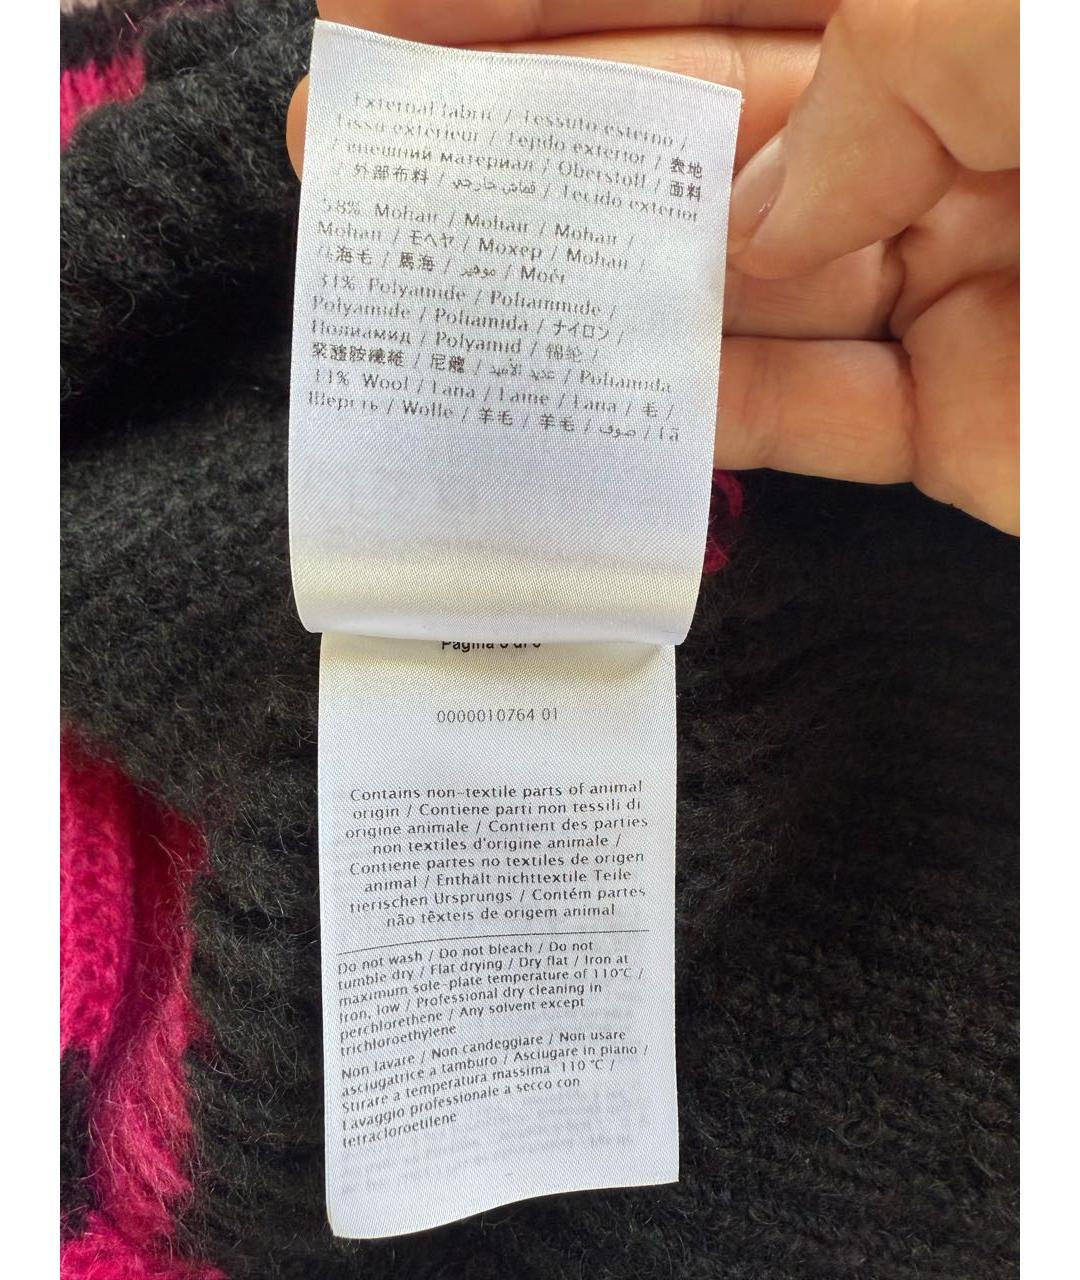 External fabric / Tessuto esterno /
Tissu extérieur / Tejido exterior / 表地
/ внешний материал / Oberstoff / 面料
/ 外部布料 / قماش خارجي / Tecido exterior
58% Mohair / Mohair / Mohair /
Mohair / モヘヤ / Мохер / Mohair /
马海毛 / 馬海 / موهير / Moér
31% Polyamide / Poliammide /
Polyamide / Poliamida / ナイロン /
Полиамид / Polyamid / 锦纶 /
聚醯胺纖維 / 尼龍 / عديد الأميد / Poliamida
11% Wool / Lana / Laine / Lana / 毛 /
Шерсть / Wolle / 羊毛 / 羊毛 / صوف / Lã
Pagina di
0000010764 01
Contains non-textile parts of animal
origin / Contiene parti non tessili di
origine animale / Contient des parties
non textiles d'origine animale /
Contiene partes no textiles de origen
animal / Enthält nichttextile Teile
tierischen Ursprungs / Contém partes
não têxteis de origem animal
Do not wash / Do not bleach / Do not
tumble dry / Flat drying / Dry flat / Iron at
maximum sole-plate temperature of 110°C /
Iron, low / Professional dry cleaning in
perchlorethene / Any solvent except
trichloroethylene
Non lavare / Non candeggiare / Non usare
asciugatrice a tamburo / Asciugare in piano /
Stirare a temperatura massima 110 °C /
Lavaggio professionale a secco con
tetracloroetilene